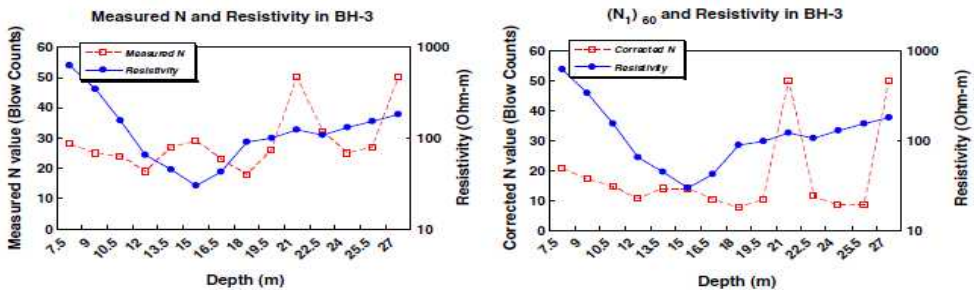 Measured N and Resistivity in BH-3
Measured N
Resistivity
Measured N value (Blow Counts)
60
50
40
30
20
10
0
1000
100
10
Resistivity (Ohm-m)
7.5 9 10.5 12 13.5 15 16.5 18 19.5 21 22.5 24 25.5 27
Depth (m)
(N1) 60 and Resistivity in BH-3
Corrected N
Resistivity
Corrected N value (Blow Counts)
60
50
40
30
20
10
0
1000
100
10
Resistivity (Ohm-m)
7.5 9 10.5 12 13.5 15 16.5 18 19.5 21 22.5 24 25.5 27
Depth (m)